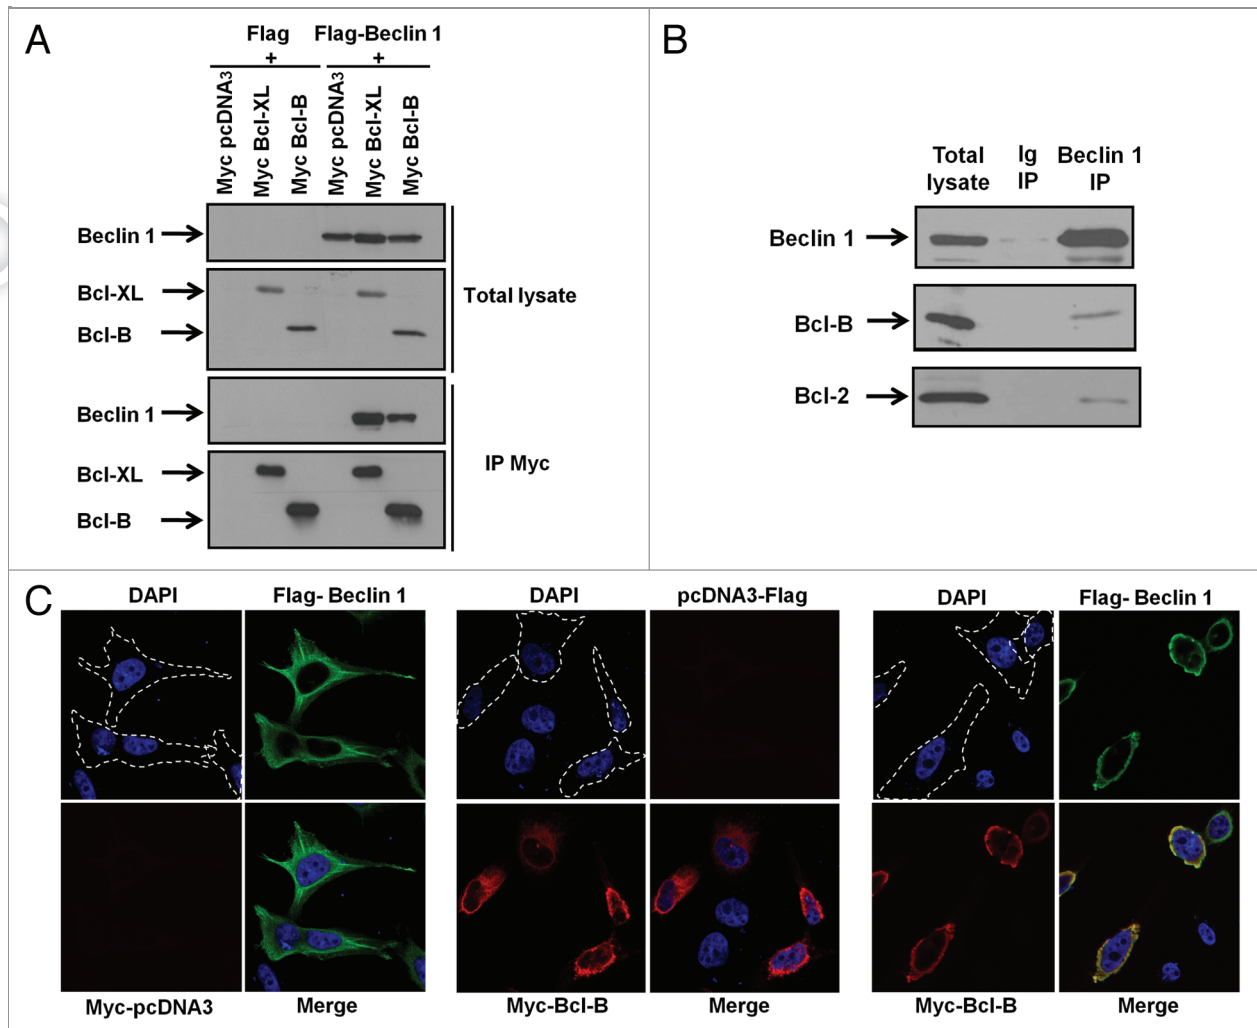 A
Flag
+
Flag-Beclin 1
+
Myc pcDNA3
Myc Bcl-XL
Myc Bcl-B
Myc pcDNA3
Myc Bcl-XL
Myc Bcl-B
Beclin 1
Bcl-XL
Bcl-B
Total lysate
Beclin 1
Bcl-XL
Bcl-B
IP Myc
B
Total
lysate
Ig
IP
Beclin 1
IP
Beclin 1
Bcl-B
Bcl-2
C
DAPI
Flag- Beclin 1
Myc-pcDNA3
Merge
DAPI
pcDNA3-Flag
Myc-Bcl-B
Merge
DAPI
Flag- Beclin 1
Myc-Bcl-B
Merge